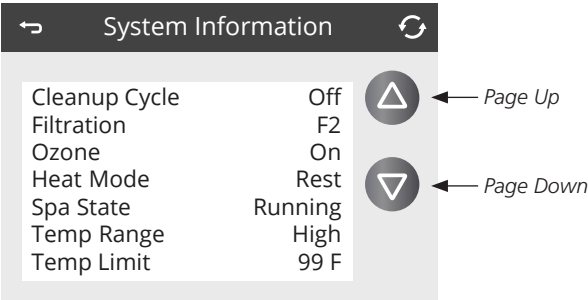 System Information
Cleanup Cycle Off
Filtration F2
Ozone On
Heat Mode Rest
Spa State Running
Temp Range High
Temp Limit 99 F
Page Up
Page Down